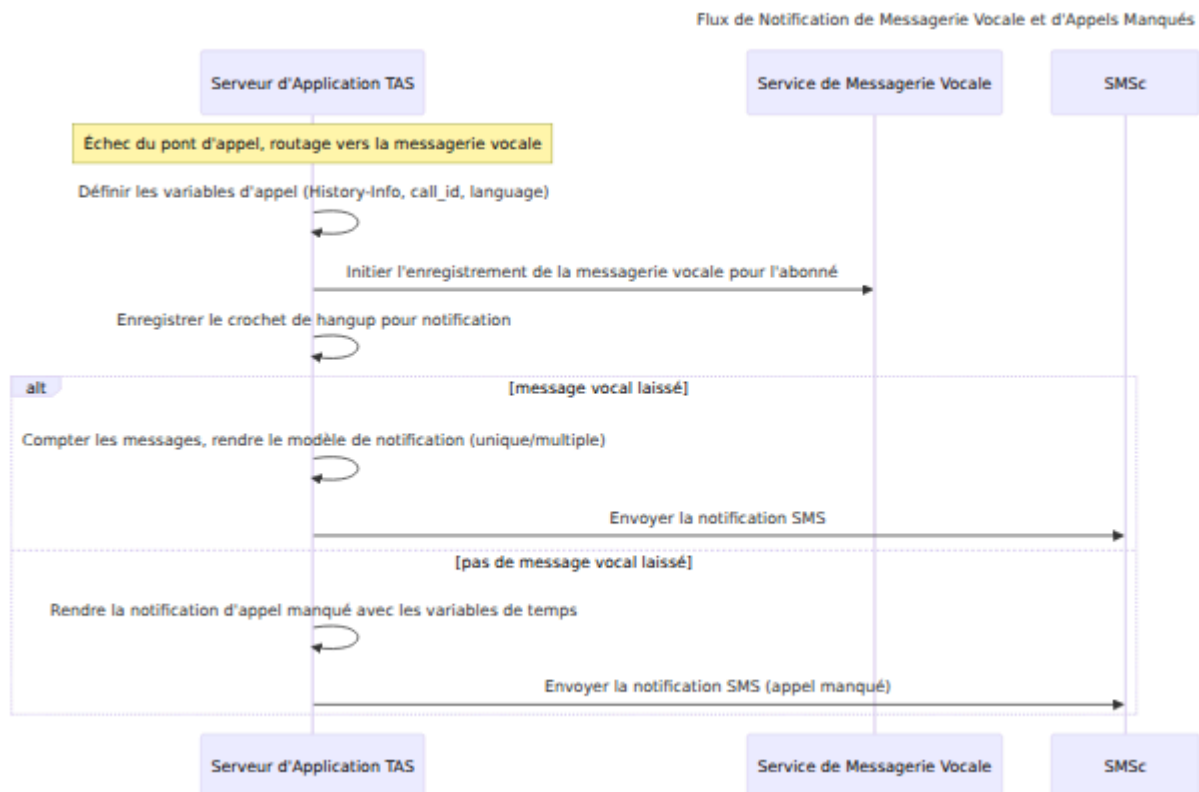 Flux de Notification de Messagerie Vocale et d'Appels Manqués
Serveur d'Application TAS
Service de Messagerie Vocale
SMSc
Échec du pont d'appel, routage vers la messagerie vocale
Définir les variables d'appel (History-Info, call_id, language)
Initier l'enregistrement de la messagerie vocale pour l'abonné
Enregistrer le crochet de hangup pour notification
alt
[message vocal laissé]
Compter les messages, rendre le modèle de notification (unique/multiple)
Envoyer la notification SMS
[pas de message vocal laissé]
Rendre la notification d'appel manqué avec les variables de temps
Envoyer la notification SMS (appel manqué)
Serveur d'Application TAS
Service de Messagerie Vocale
SMSc